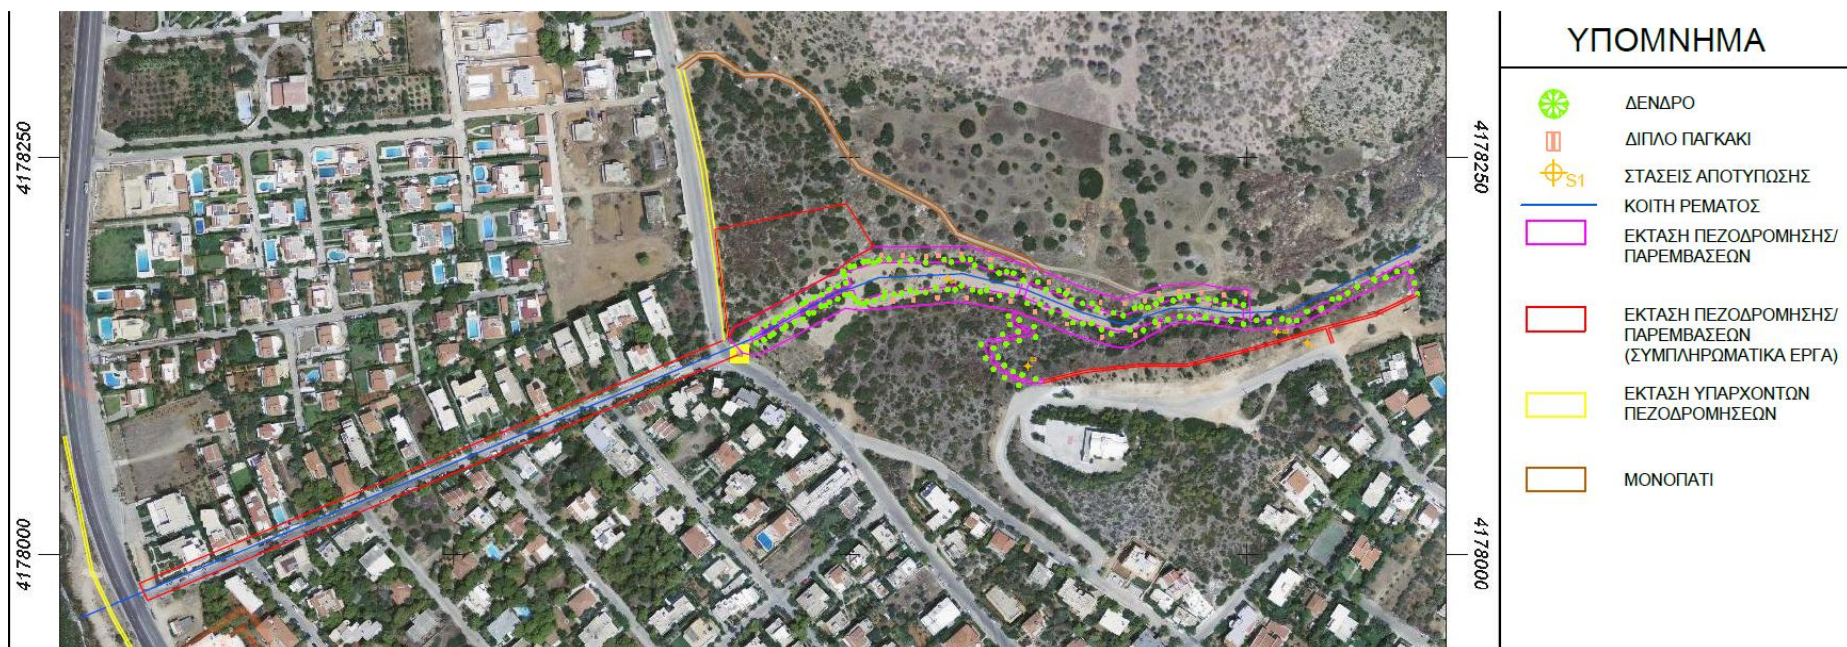 4178250
4178000
4178250
4178000
ΥΠΟΜΝΗΜΑ
ΔΕΝΔΡΟ
ΔΙΠΛΟ ΠΑΓΚΑΚΙ
S1
ΣΤΑΣΕΙΣ ΑΠΟΤΥΠΩΣΗΣ
ΚΟΙΤΗ ΡΕΜΑΤΟΣ
ΕΚΤΑΣΗ ΠΕΖΟΔΡΟΜΗΣΗΣ/
ΠΑΡΕΜΒΑΣΕΩΝ
ΕΚΤΑΣΗ ΠΕΖΟΔΡΟΜΗΣΗΣ/
ΠΑΡΕΜΒΑΣΕΩΝ
(ΣΥΜΠΛΗΡΩΜΑΤΙΚΑ ΕΡΓΑ)
ΕΚΤΑΣΗ ΥΠΑΡΧΟΝΤΩΝ
ΠΕΖΟΔΡΟΜΗΣΕΩΝ
ΜΟΝΟΠΑΤΙ